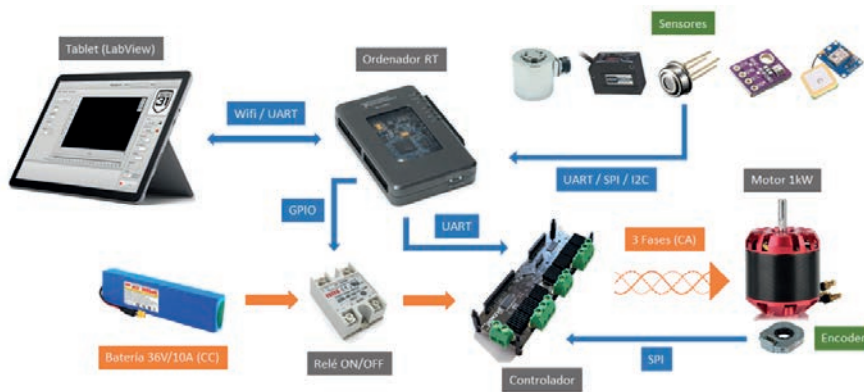 Sensores
Tablet (LabView)
Ordenador RT
Wifi / UART
UART / SPI / I2C
Motor 1kW
GPIO
UART
3 Fases (CA)
Batería 36V/10A (CC)
Relé ON/OFF
Controlador
SPI
Encoder